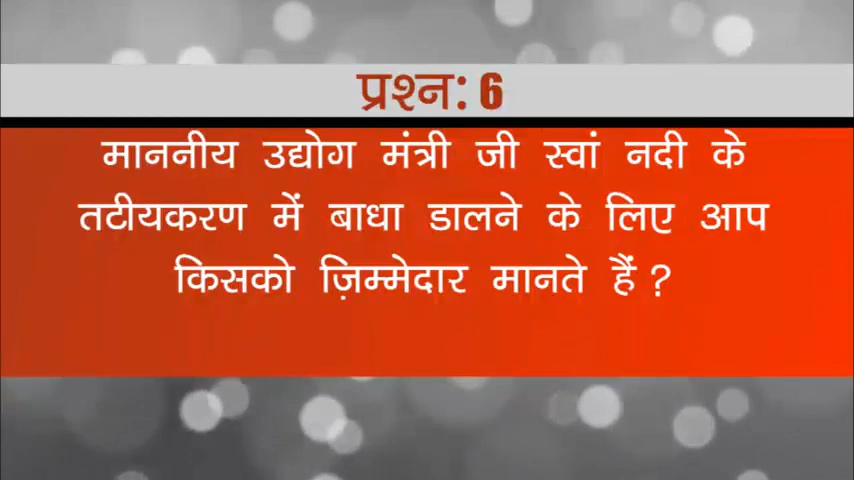 प्रश्न: 6
माननीय उद्योग मंत्री जी स्वां नदी के
तटीयकरण में बाधा डालने के लिए आप
किसको ज़िम्मेदार मानते हैं ?